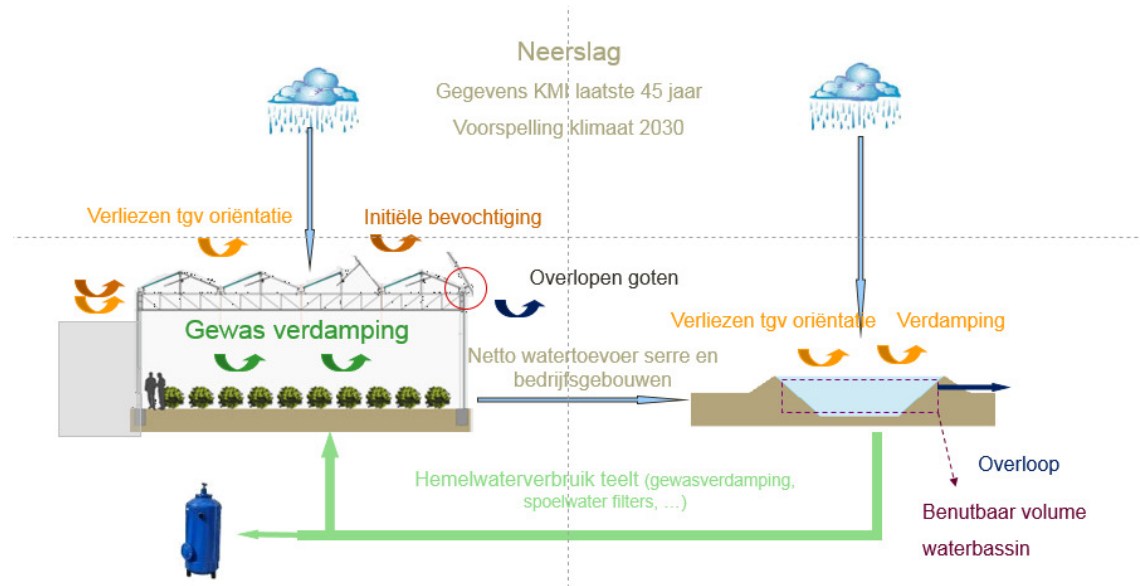 Neerslag
Gegevens KMI laatste 45 jaar
Voorspelling klimaat 2030
Verliezen tgv oriëntatie
Initiële bevochtiging
Overlopen goten
Gewas verdamping
Verliezen tgv oriëntatie
Verdamping
Netto watertoevoer serre en
bedrijfsgebouwen
Overloop
Hemelwaterverbruik teelt (gewasverdamping,
spoelwater filters, ...)
Benutbaar volume
waterbassin